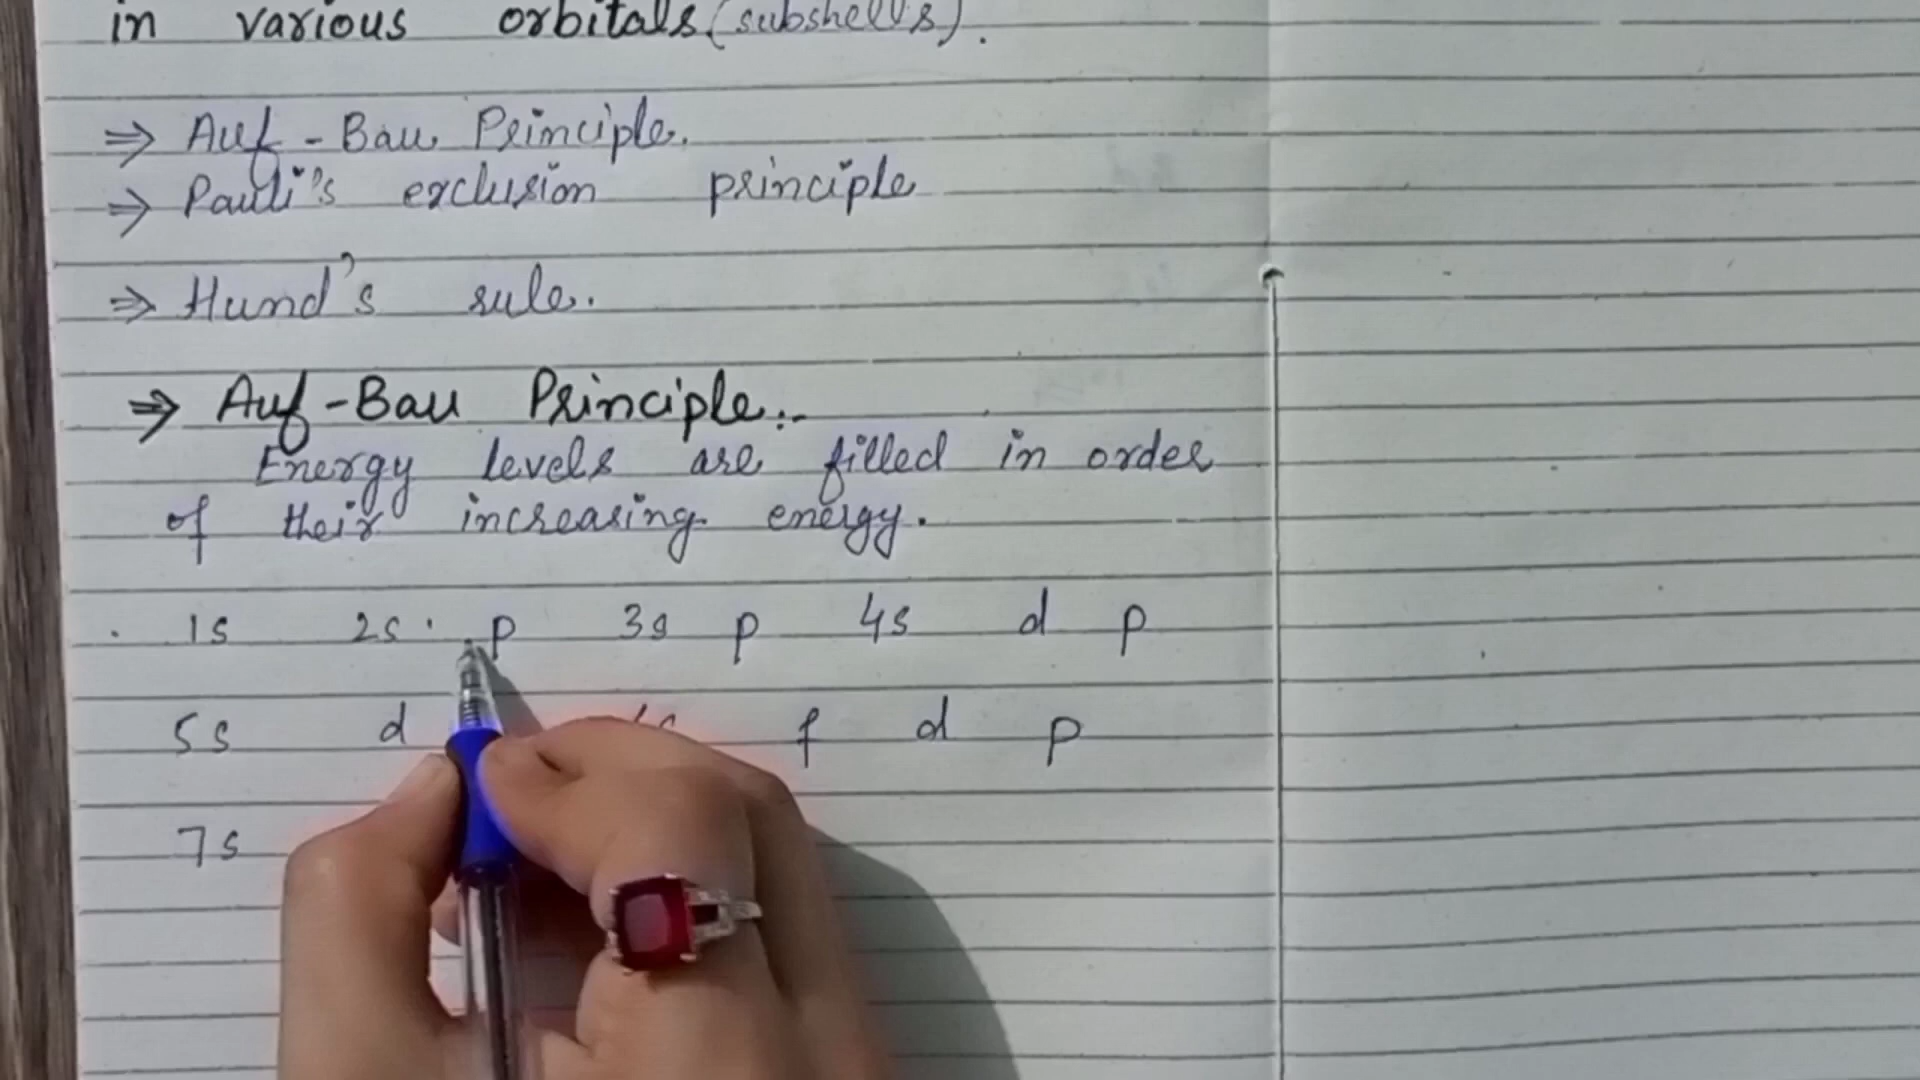 in various orbitals (subshells).
⇒ Auf-Bau Principle.
⇒ Pauli's exclusion principle
⇒ Hund's rule.
⇒ Auf-Bau Principle:-
Energy levels are filled in order
of their increasing energy.
1s 2s p 3s p 4s d p
5s d f d p
7s